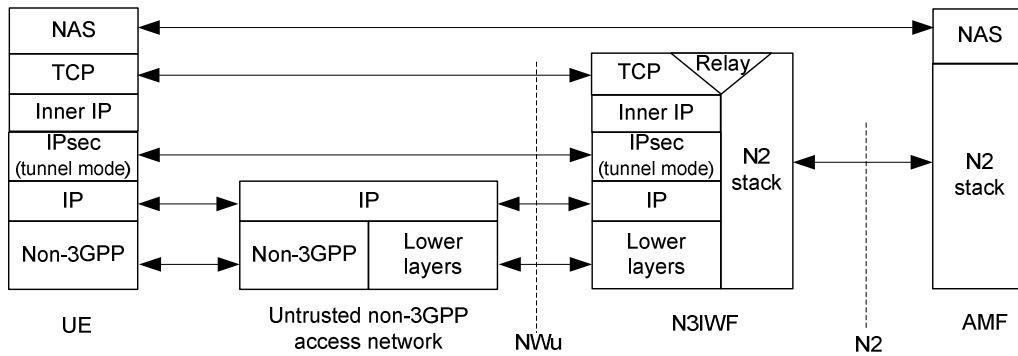 NAS
TCP
Inner IP
IPsec
(tunnel mode)
IP
Non-3GPP
UE
IP
Non-3GPP
Lower
layers
Untrusted non-3GPP
access network
NWu
TCP
Relay
Inner IP
IPsec
(tunnel mode)
IP
Lower
layers
N2
stack
N3IWF
N2
NAS
N2
stack
AMF